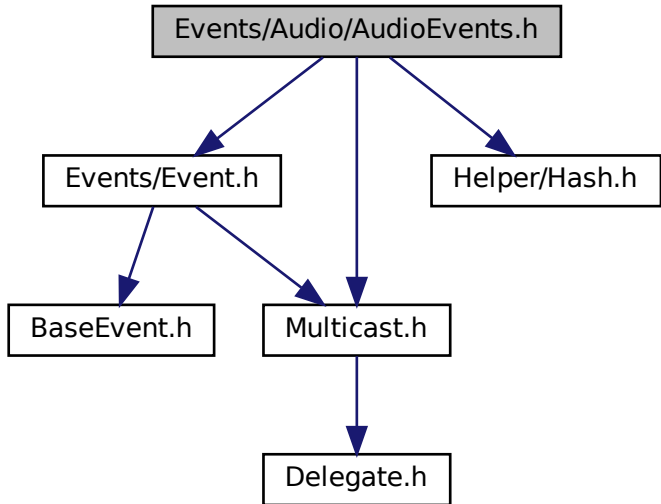 Events/Audio/AudioEvents.h
Events/Event.h
Helper/Hash.h
BaseEvent.h
Multicast.h
Delegate.h